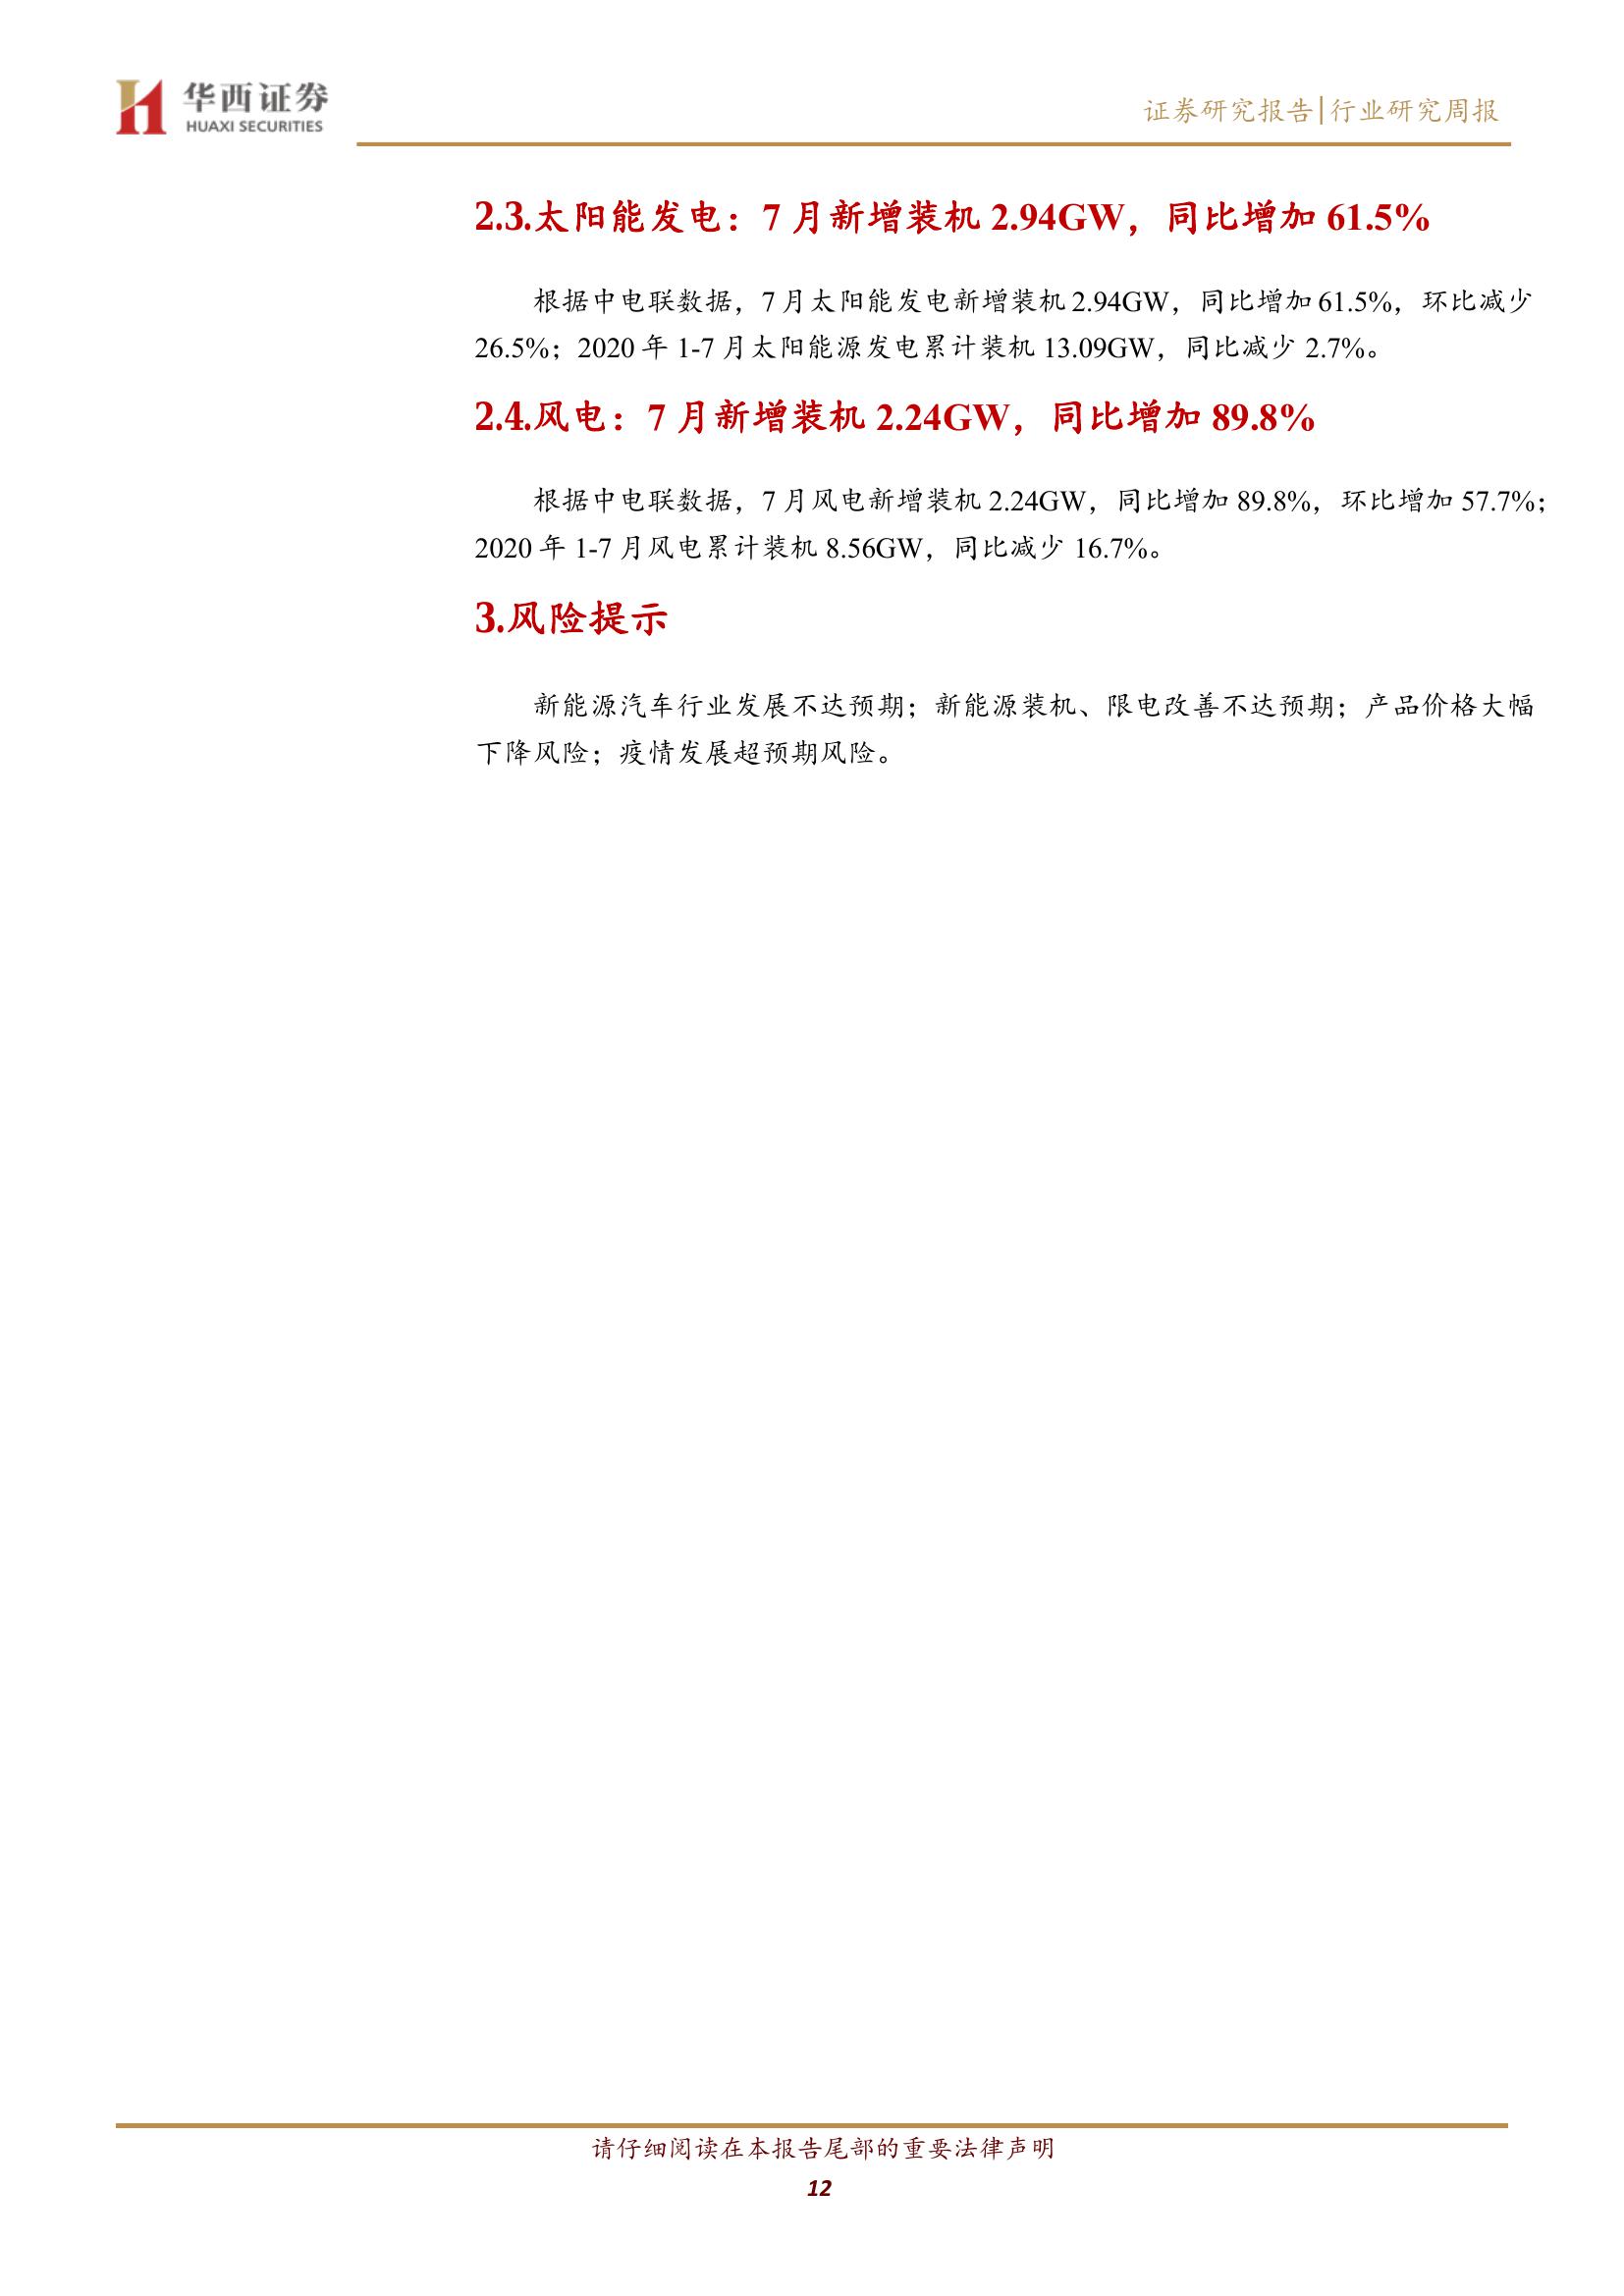 华西证券
HUAXI SECURITIES
证券研究报告|行业研究周报
2.3.太阳能发电：7 月新增装机 2.94GW，同比增加 61.5%
根据中电联数据，7 月太阳能发电新增装机 2.94GW，同比增加 61.5%，环比减少
26.5%；2020 年 1-7 月太阳能源发电累计装机 13.09GW，同比减少 2.7%。
2.4.风电：7 月新增装机 2.24GW，同比增加 89.8%
根据中电联数据，7 月风电新增装机 2.24GW，同比增加 89.8%，环比增加 57.7%；
2020 年 1-7 月风电累计装机 8.56GW，同比减少 16.7%。
3.风险提示
新能源汽车行业发展不达预期；新能源装机、限电改善不达预期；产品价格大幅
下降风险；疫情发展超预期风险。
请仔细阅读在本报告尾部的重要法律声明
12